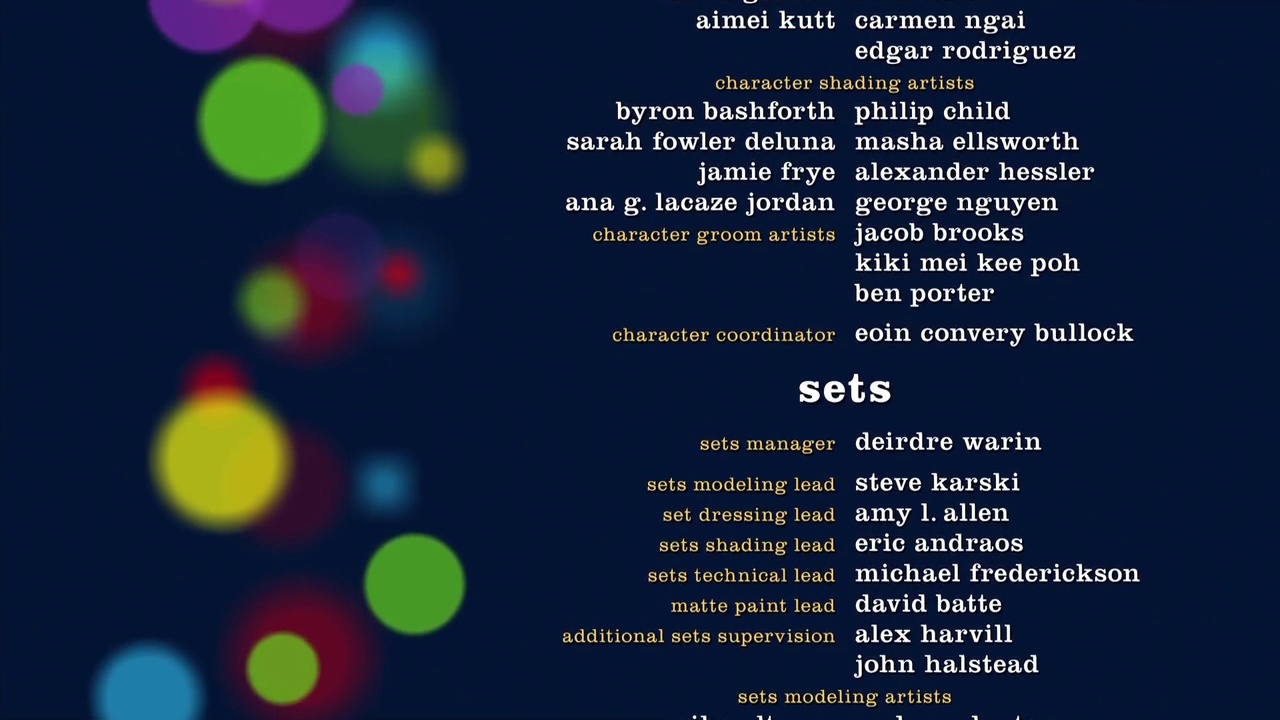 aimei kutt carmen ngai
edgar rodriguez
character shading artists
byron bashforth philip child
sarah fowler deluna masha ellsworth
jamie frye alexander hessler
ana g. lacaze jordan george nguyen
character groom artists jacob brooks
kiki mei kee poh
ben porter
character coordinator eoin convery bullock
sets
sets manager deirdre warin
sets modeling lead steve karski
set dressing lead amy l. allen
sets shading lead eric andraos
sets technical lead michael frederickson
matte paint lead david batte
additional sets supervision alex harvill
john halstead
sets modeling artists